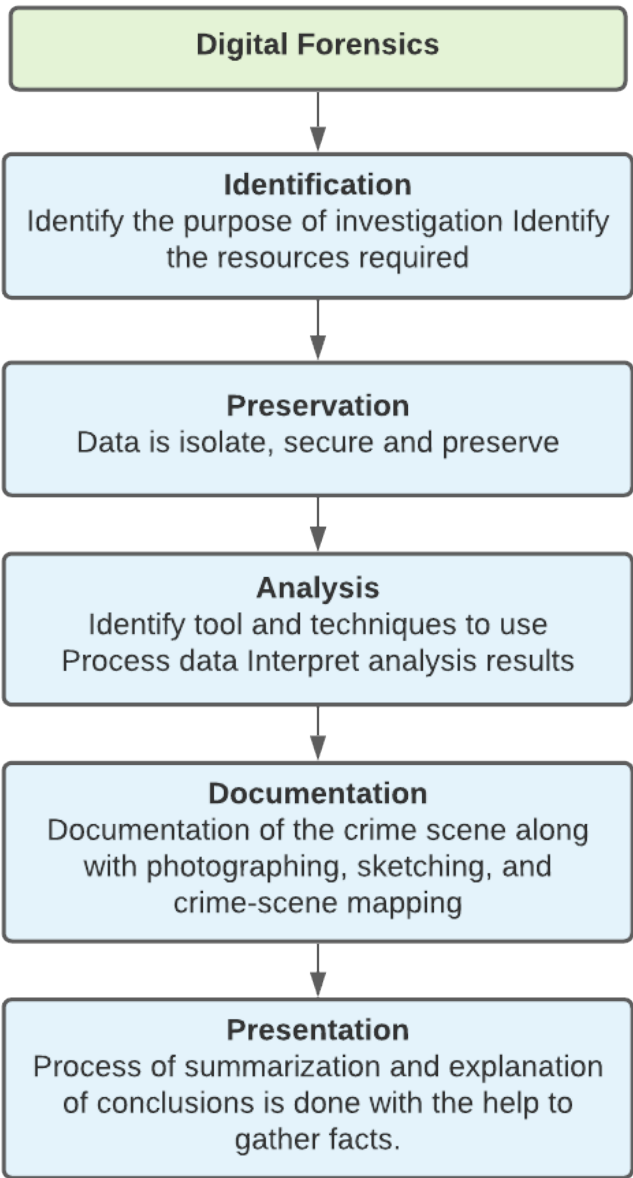 Digital Forensics
Identification
Identify the purpose of investigation Identify
the resources required
Preservation
Data is isolate, secure and preserve
Analysis
Identify tool and techniques to use
Process data Interpret analysis results
Documentation
Documentation of the crime scene along
with photographing, sketching, and
crime-scene mapping
Presentation
Process of summarization and explanation
of conclusions is done with the help to
gather facts.